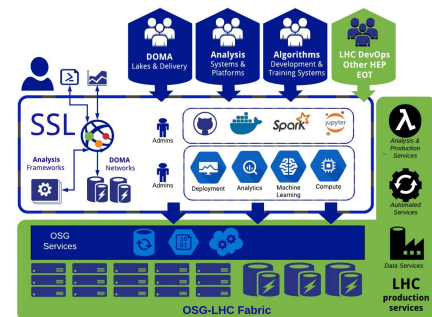 DOMA
Lakes & Delivery
Analysis
Systems &
Platforms
Algorithms
Development &
Training Systems
LHC DevOps
Other HEP
EOT
SSL
Analysis
Frameworks
DOMA
Networks
Admins
Admins
Spark
jupyter
Deployment
Analytics
Machine
Learning
Compute
Analysis &
Production
Services
Automated
Services
Data Services
LHC
production
services
OSG
Services
OSG-LHC Fabric